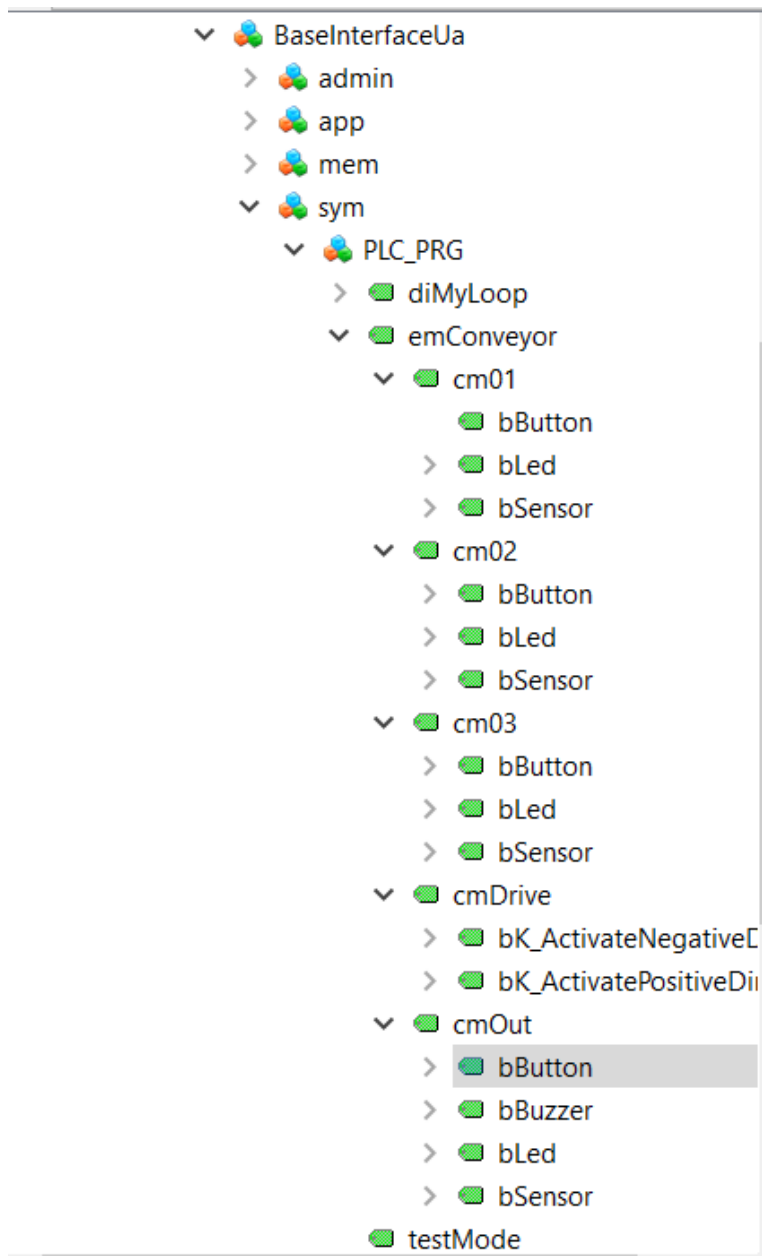 BaseInterfaceUa
admin
app
mem
sym
PLC_PRG
diMyLoop
emConveyor
cm01
bButton
bLed
bSensor
cm02
bButton
bLed
bSensor
cm03
bButton
bLed
bSensor
cmDrive
bK_ActivateNegativeD
bK_ActivatePositiveDi
cmOut
bButton
bBuzzer
bLed
bSensor
testMode